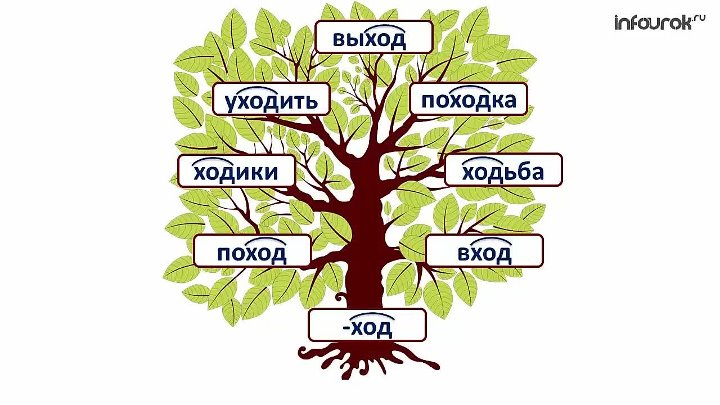 infourok.ru
выход
уходить
походка
ходики
ходьба
поход
вход
-ход